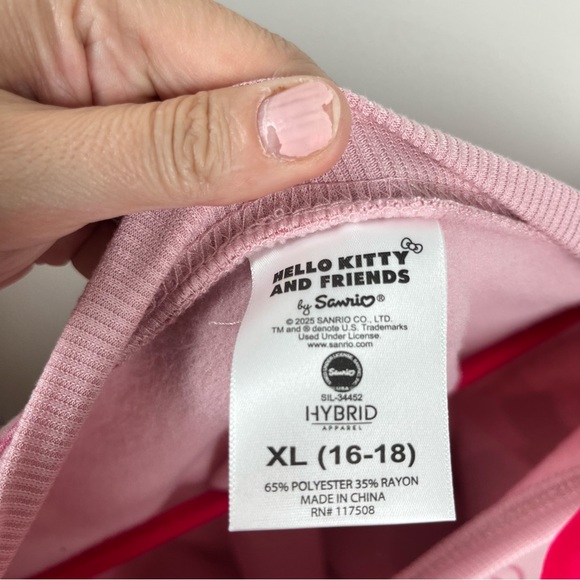 HELLO KITTY
AND FRIENDS
by Sanrio®
© 2025 SANRIO CO., LTD.
TM and ® denote U.S. Trademarks
Used Under License.
www.sanrio.com
Sanrio
USA
SIL-34452
HYBRID
APPAREL
XL (16-18)
65% POLYESTER 35% RAYON
MADE IN CHINA
RN# 117508